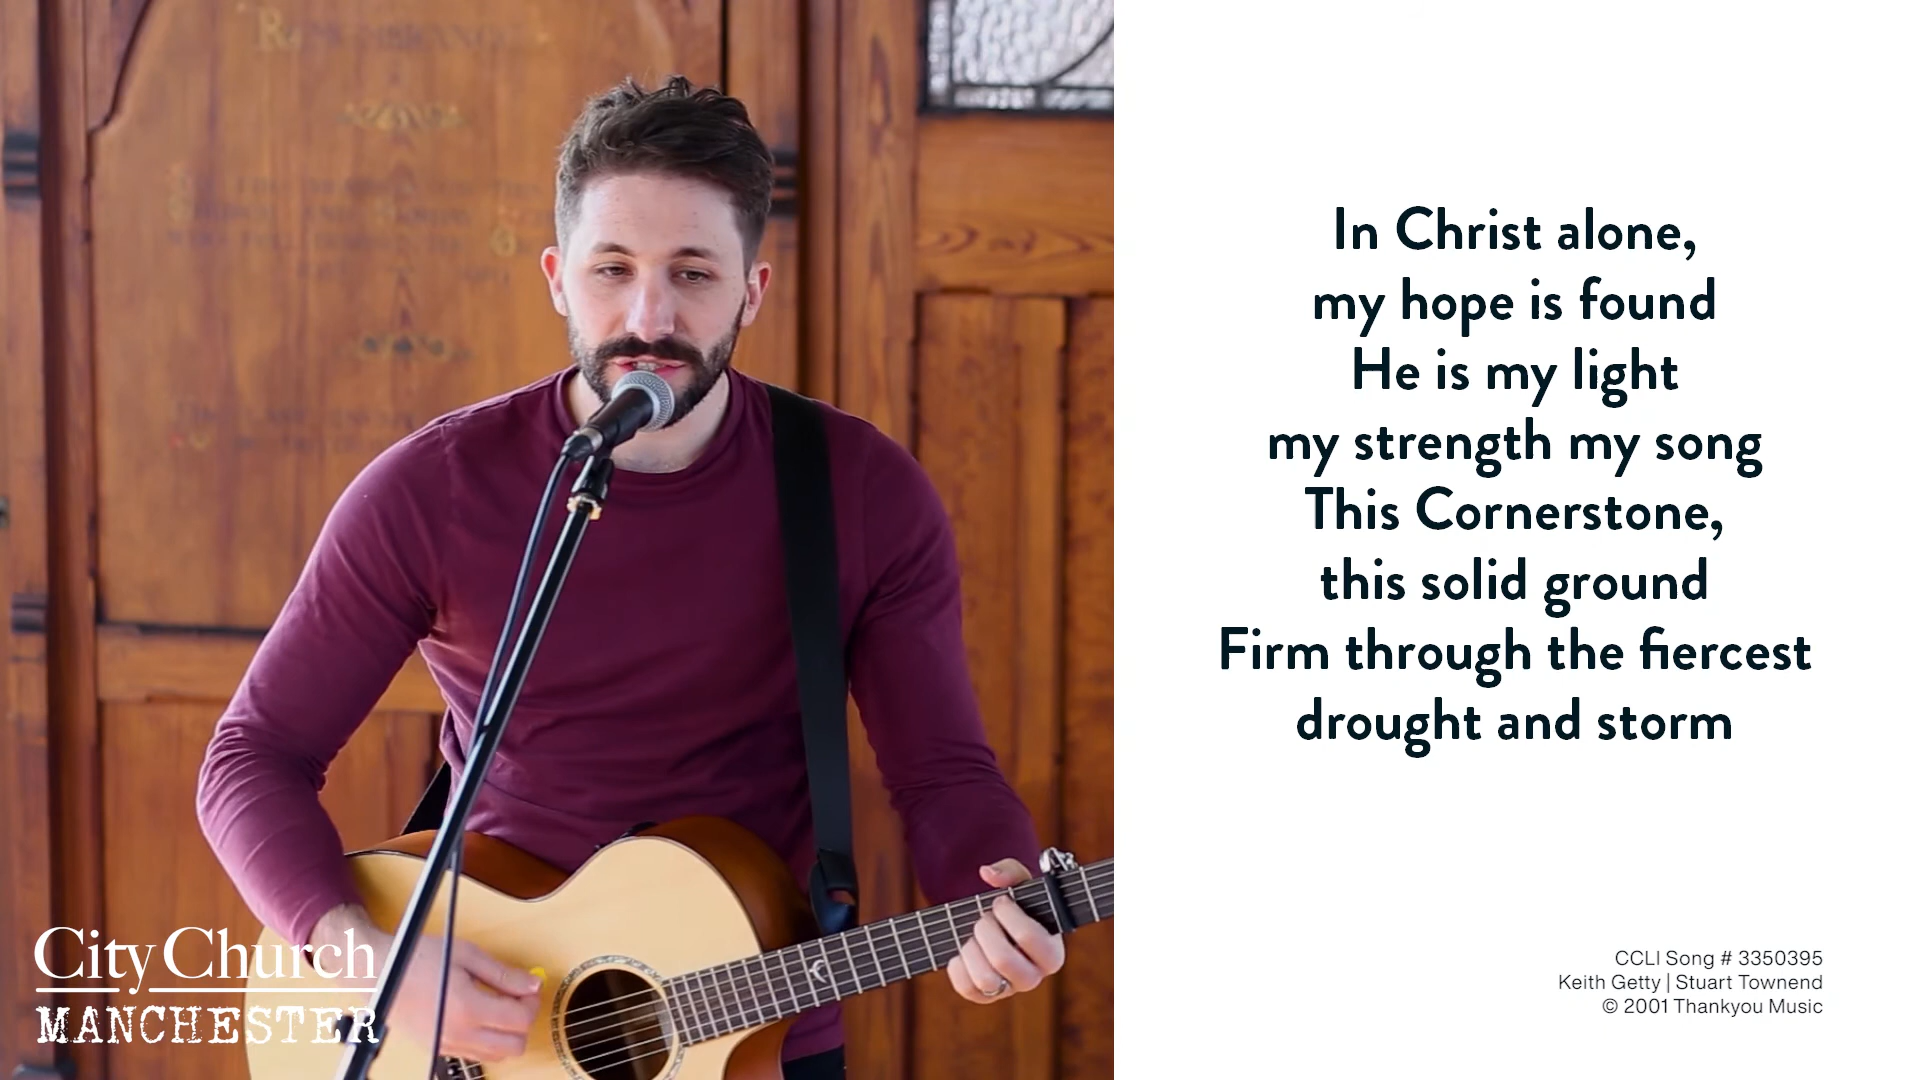 In Christ alone,
my hope is found
He is my light
my strength my song
This Cornerstone,
this solid ground
Firm through the fiercest
drought and storm
CCLI Song # 3350395
Keith Getty | Stuart Townend
© 2001 Thankyou Music
City Church
MANCHESTER